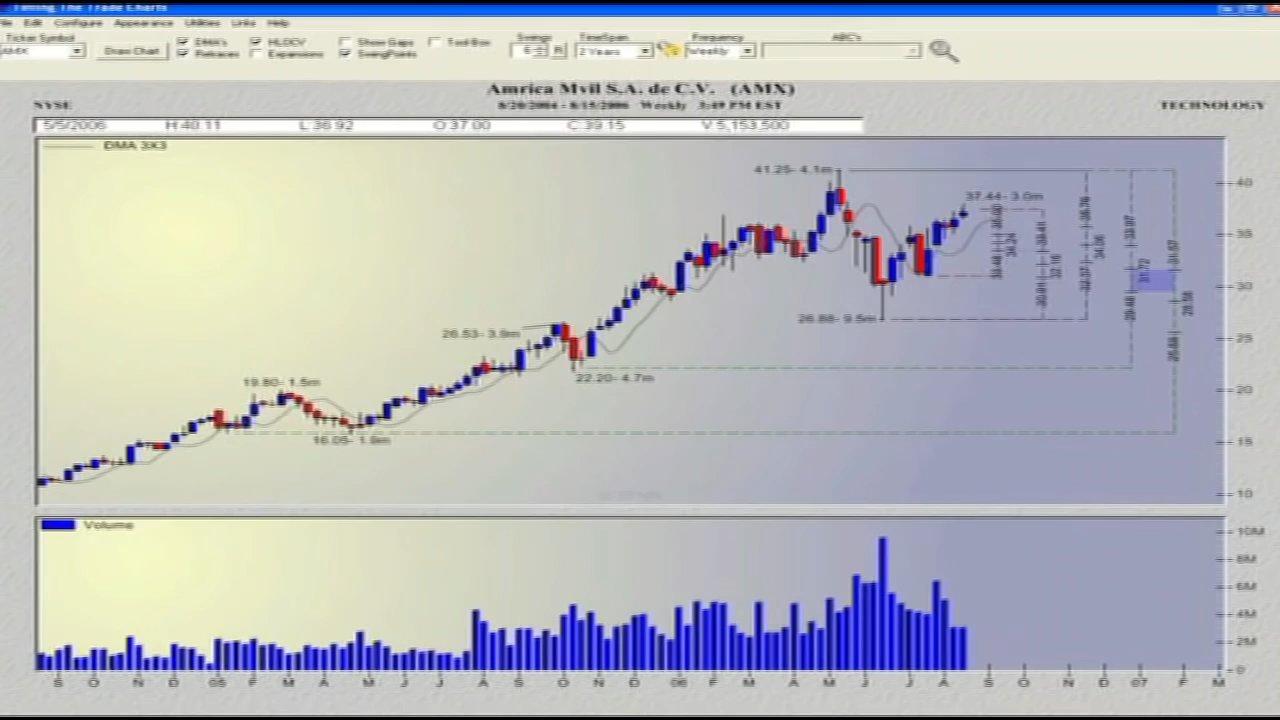 Timing The Trade Charts
File Edit Configure Appearance Utilities Links Help
Ticker Symbol
AMX
Draw Chart
DMA's
HLOCV
Show Gaps
Tool Box
Retraces
Expansions
SwingPoints
Swings
TimeSpan
2 Years
Frequency
Weekly
ABC's
Amrica Mvil S.A. de C.V. (AMX)
NYSE
8/20/2004 - 8/15/2006 Weekly 3:49 PM EST
TECHNOLOGY
5/5/2006 H:40.11 L:36.92 O:37.00 C:39.15 V:5,153,500
DMA 3X3
41.25- 4.1m
37.44- 3.0m
26.88- 9.5m
26.53- 3.9m
22.20- 4.7m
19.80- 1.5m
16.05- 1.9m
40
35
30
25
20
15
10
Volume
10M
8M
6M
4M
2M
0
S O N D 05 F M A M J J A S O N D 06 F M A M J J A S O N D 07 F M